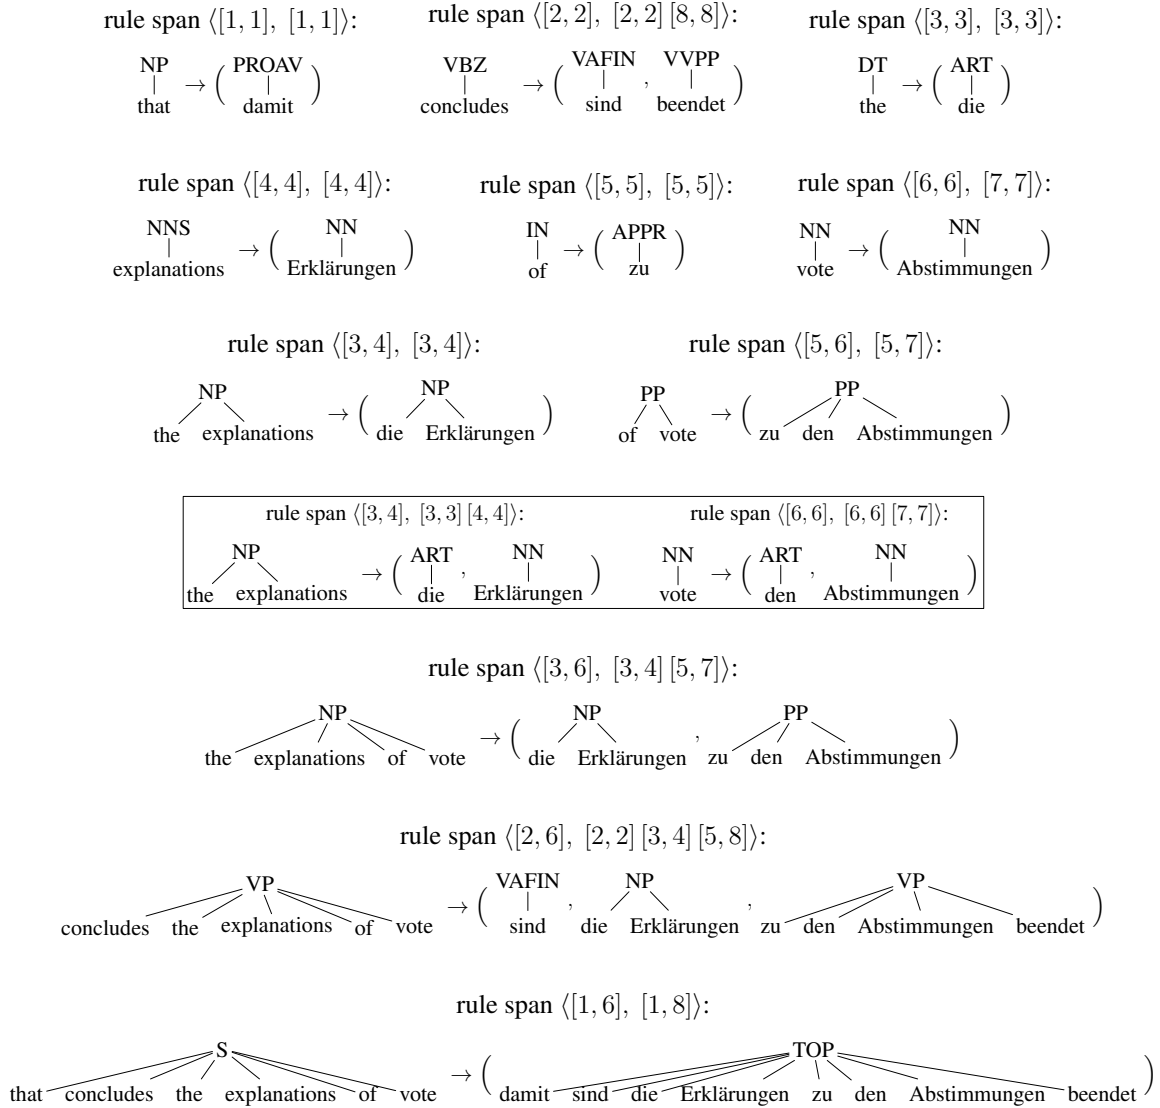 rule span ⟨[1, 1], [1, 1]⟩: rule span ⟨[2, 2], [2, 2] [8, 8]⟩: rule span ⟨[3, 3], [3, 3]⟩:
NP → ( PROAV ) VBZ → ( VAFIN , VVPP ) DT → ( ART )
that damit concludes sind beendet the die
rule span ⟨[4, 4], [4, 4]⟩: rule span ⟨[5, 5], [5, 5]⟩: rule span ⟨[6, 6], [7, 7]⟩:
NNS → ( NN ) IN → ( APPR ) NN → ( NN )
explanations Erklärungen of zu vote Abstimmungen
rule span ⟨[3, 4], [3, 4]⟩: rule span ⟨[5, 6], [5, 7]⟩:
NP → ( NP ) PP → ( PP )
the explanations die Erklärungen of vote zu den Abstimmungen
rule span ⟨[3, 4], [3, 3] [4, 4]⟩: rule span ⟨[6, 6], [6, 6] [7, 7]⟩:
NP → ( ART , NN ) NN → ( ART , NN )
the explanations die Erklärungen vote den Abstimmungen
rule span ⟨[3, 6], [3, 4] [5, 7]⟩:
NP → ( NP , PP )
the explanations of vote die Erklärungen zu den Abstimmungen
rule span ⟨[2, 6], [2, 2] [3, 4] [5, 8]⟩:
VP → ( VAFIN , NP , VP )
concludes the explanations of vote sind die Erklärungen zu den Abstimmungen beendet
rule span ⟨[1, 6], [1, 8]⟩:
S → ( TOP )
that concludes the explanations of vote damit sind die Erklärungen zu den Abstimmungen beendet